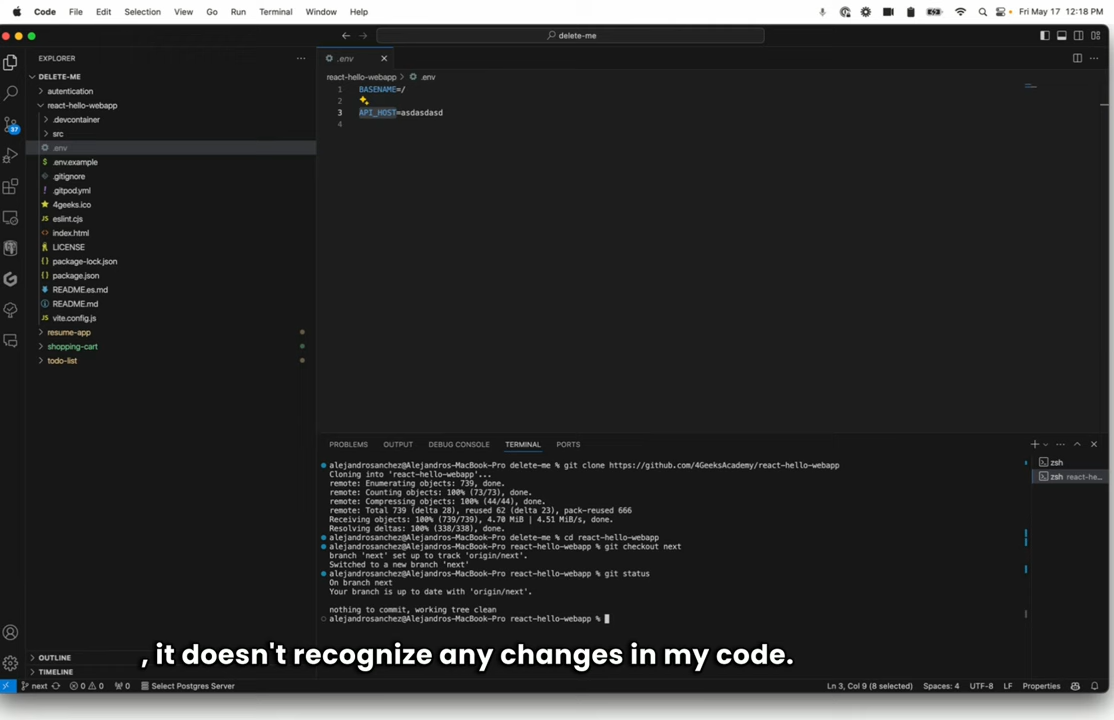 Code File Edit Selection View Go Run Terminal Window Help
Fri May 17 12:18 PM
delete-me
EXPLORER
DELETE-ME
autentication
react-hello-webapp
.devcontainer
src
.env
$ .env.example
.gitignore
! .gitpod.yml
4geeks.ico
JS eslint.cjs
<> index.html
LICENSE
{} package-lock.json
{} package.json
README.es.md
README.md
JS vite.config.js
resume-app
shopping-cart
todo-list
OUTLINE
TIMELINE
37
.env
react-hello-webapp > .env
1 BASENAME=/
2
3 API_HOST=asdasdasd
4
PROBLEMS OUTPUT DEBUG CONSOLE TERMINAL PORTS
zsh
zsh react-he...
alejandrosanchez@Alejandros-MacBook-Pro delete-me % git clone https://github.com/4GeeksAcademy/react-hello-webapp
Cloning into 'react-hello-webapp'...
remote: Enumerating objects: 739, done.
remote: Counting objects: 100% (73/73), done.
remote: Compressing objects: 100% (44/44), done.
remote: Total 739 (delta 28), reused 62 (delta 23), pack-reused 666
Receiving objects: 100% (739/739), 4.70 MiB | 4.51 MiB/s, done.
Resolving deltas: 100% (338/338), done.
alejandrosanchez@Alejandros-MacBook-Pro delete-me % cd react-hello-webapp
alejandrosanchez@Alejandros-MacBook-Pro react-hello-webapp % git checkout next
branch 'next' set up to track 'origin/next'.
Switched to a new branch 'next'
alejandrosanchez@Alejandros-MacBook-Pro react-hello-webapp % git status
On branch next
Your branch is up to date with 'origin/next'.
nothing to commit, working tree clean
alejandrosanchez@Alejandros-MacBook-Pro react-hello-webapp %
, it doesn't recognize any changes in my code.
next 0 0 0 Select Postgres Server
Ln 3, Col 9 (8 selected) Spaces: 4 UTF-8 LF Properties